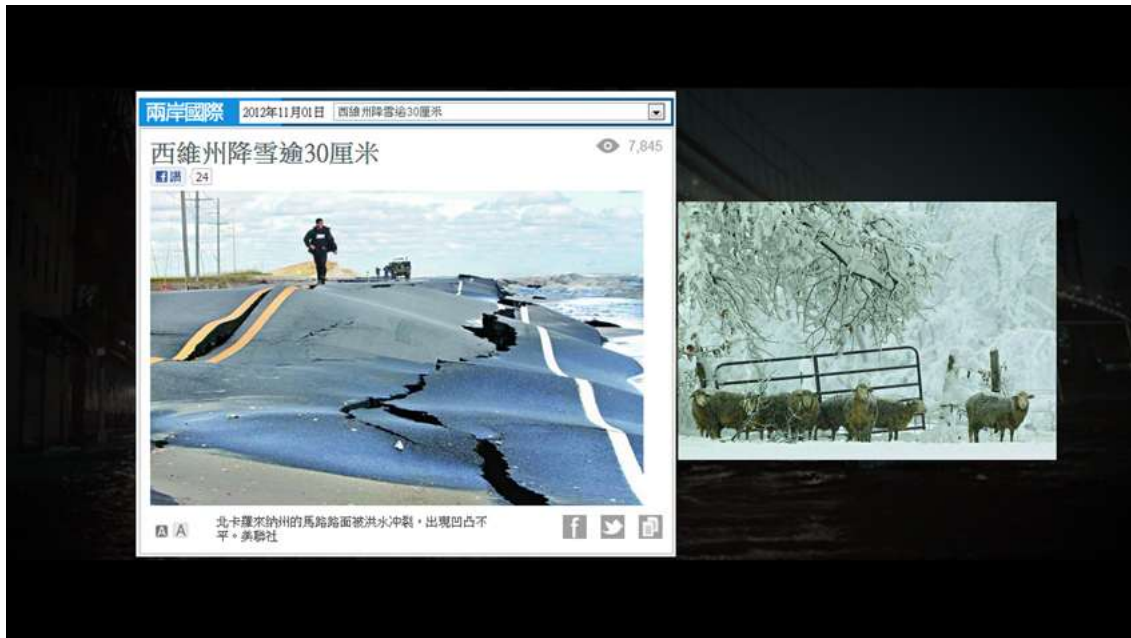 兩岸國際
2012年11月01日
西維州降雪逾30厘米
西維州降雪逾30厘米
7,845
讚
24
A A
北卡羅來納州的馬路路面被洪水冲裂，出現凹凸不
平。美聯社